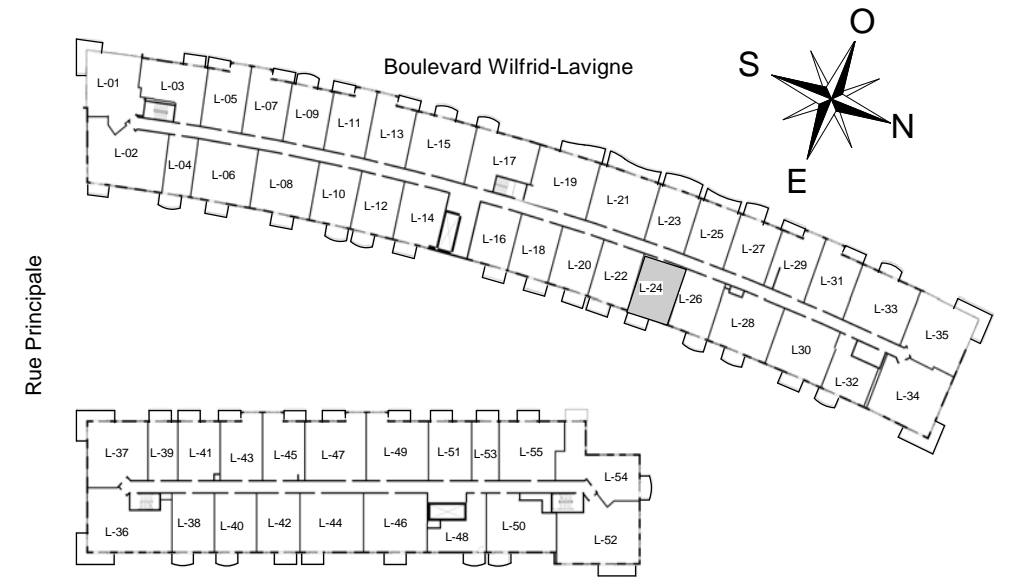 O
S
N
E
Boulevard Wilfrid-Lavigne
Rue Principale
L-01
L-03
L-05
L-07
L-09
L-11
L-13
L-15
L-17
L-19
L-21
L-23
L-25
L-27
L-29
L-31
L-33
L-35
L-02
L-04
L-06
L-08
L-10
L-12
L-14
L-16
L-18
L-20
L-22
L-24
L-26
L-28
L30
L-32
L-34
L-37
L-39
L-41
L-43
L-45
L-47
L-49
L-51
L-53
L-55
L-54
L-36
L-38
L-40
L-42
L-44
L-46
L-48
L-50
L-52